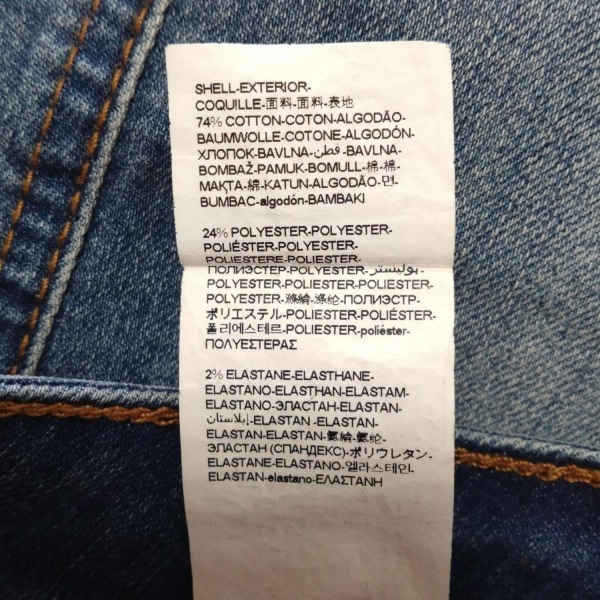 SHELL-EXTERIOR-
COQUILLE-面料-面料-表地
74% COTTON-COTON-ALGODÃO-
BAUMWOLLE-COTONE-ALGODÓN-
ХЛОПОК-BAVLNA-قطن-BAVLNA-
BOMBAŽ-PAMUK-BOMULL-棉-棉-
МАҚТА-綿-KATUN-ALGODÃO-면-
BUMBAC-algodón-BAMBAKI
24% POLYESTER-POLYESTER-
POLIÉSTER-POLYESTER-
POLIESTERE-POLIESTER-
ПОЛИЭСТЕР-POLYESTER-بوليستر-
POLYESTER-POLIESTER-POLIESTER-
POLYESTER-滌綸-涤纶-ПОЛИЭСТР-
ポリエステル-POLIESTER-POLIÉSTER-
폴리에스테르-POLIESTER-poliéster-
ΠΟΛΥΕΣΤΕΡΑΣ
2% ELASTANE-ELASTHANE-
ELASTANO-ELASTHAN-ELASTAM-
ELASTANO-ЭЛАСТАН-ELASTAN-
إيلاستان-ELASTAN -ELASTAN-
ELASTAN-ELASTAN-氨綸-氨纶-
ЭЛАСТАН (СПАНДЕКС)-ポリウレタン-
ELASTANE-ELASTANO-엘라스테인-
ELASTAN-elastano-ΕΛΑΣΤΑΝΗ